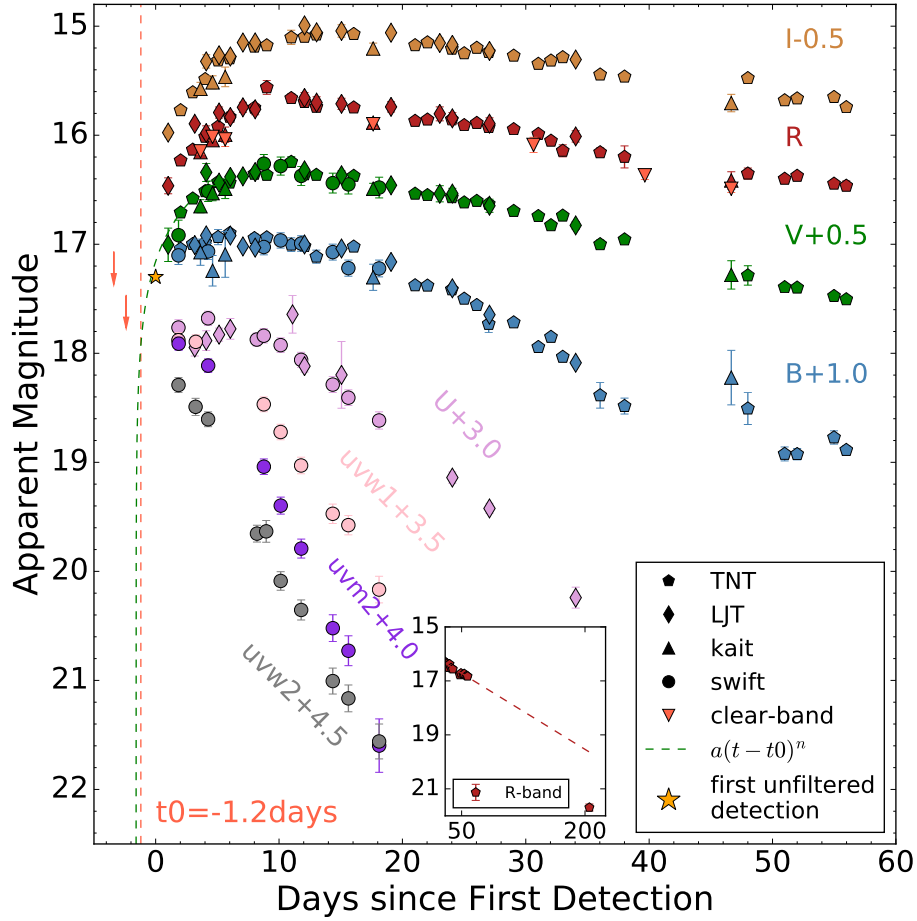 15
16
17
18
19
20
21
22
Apparent Magnitude
I-0.5
R
V+0.5
B+1.0
U+3.0
uvw1+3.5
uvm2+4.0
uvw2+4.5
t0=-1.2days
15
17
19
21
R-band
50
200
TNT
LJT
kait
swift
clear-band
a(t − t0)ⁿ
first unfiltered
detection
0
10
20
30
40
50
60
Days since First Detection